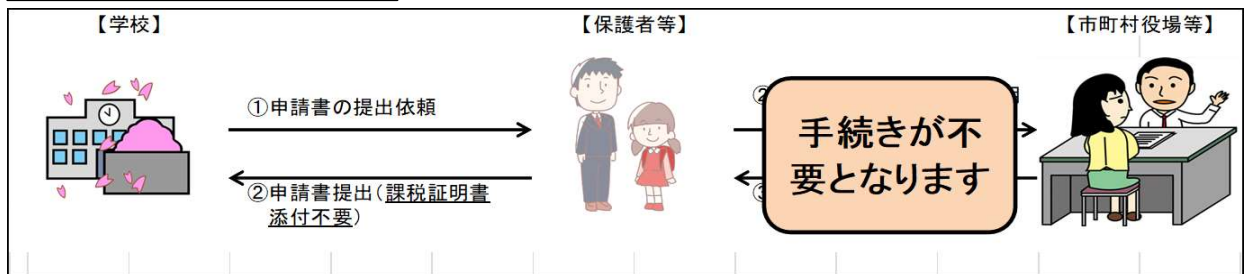 【学校】
【保護者等】
【市町村役場等】
①申請書の提出依頼
②申請書提出(課税証明書
添付不要)
②
③
手続きが不
要となります